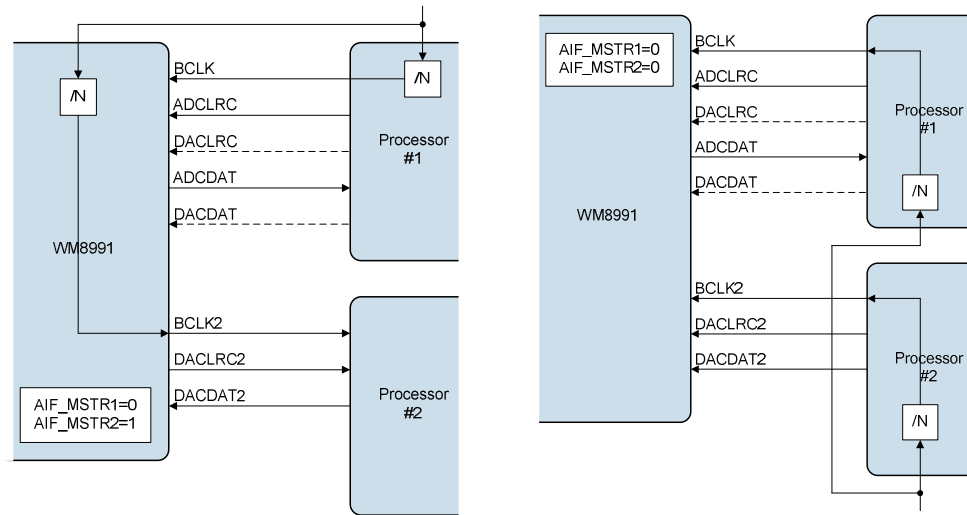 /N
BCLK
/N
ADCLRC
DACLRC
Processor
#1
ADCDAT
DACDAT
WM8991
BCLK2
DACLRC2
Processor
#2
DACDAT2
AIF_MSTR1=0
AIF_MSTR2=1
AIF_MSTR1=0
AIF_MSTR2=0
BCLK
ADCLRC
DACLRC
Processor
#1
ADCDAT
DACDAT
/N
WM8991
BCLK2
DACLRC2
DACDAT2
Processor
#2
/N